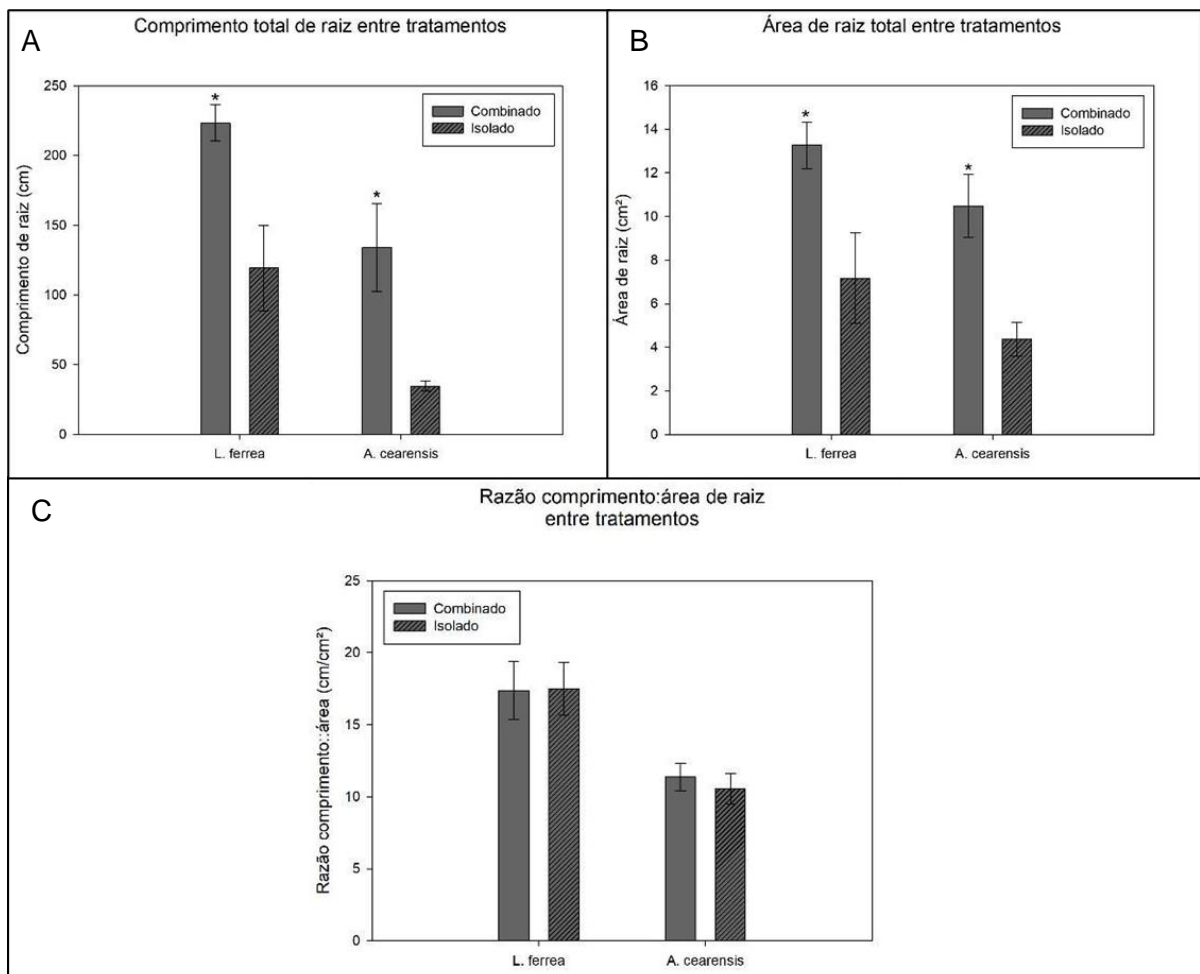 A
Comprimento total de raiz entre tratamentos
Comprimento de raiz (cm)
250
200
150
100
50
0
*
*
Combinado
Isolado
L. ferrea
A. cearensis
B
Área de raiz total entre tratamentos
Área de raiz (cm²)
16
14
12
10
8
6
4
2
0
*
*
Combinado
Isolado
L. ferrea
A. cearensis
C
Razão comprimento:área de raiz
entre tratamentos
Razão comprimento::área (cm/cm²)
25
20
15
10
5
0
Combinado
Isolado
L. ferrea
A. cearensis